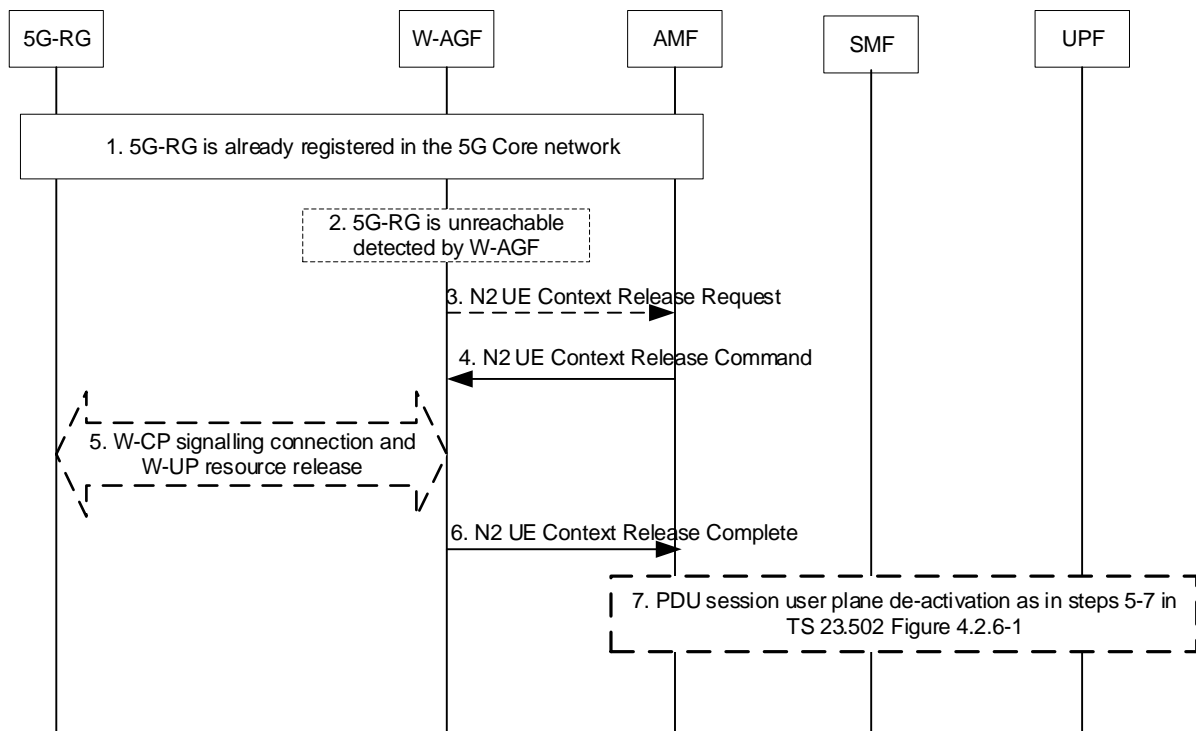 5G-RG
W-AGF
AMF
SMF
UPF
1. 5G-RG is already registered in the 5G Core network
2. 5G-RG is unreachable
detected by W-AGF
3. N2 UE Context Release Request
4. N2 UE Context Release Command
5. W-CP signalling connection and
W-UP resource release
6. N2 UE Context Release Complete
7. PDU session user plane de-activation as in steps 5-7 in
TS 23.502 Figure 4.2.6-1